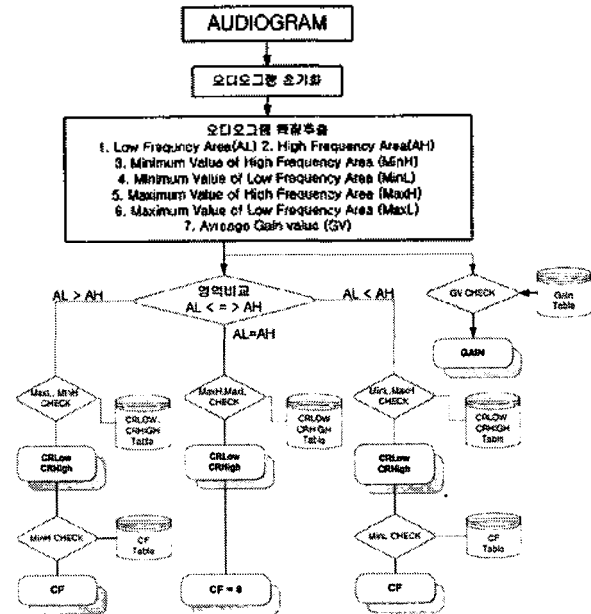 AUDIOGRAM
오디오그램 초기화
오디오그램 특징추출
1. Low Frequncy Area(AL) 2. High Frequency Area(AH)
3. Minimum Value of High Frequency Area (MinH)
4. Minimum Value of Low Frequency Area (MinL)
5. Maximum Value of High Frequency Area (MaxH)
6. Maximum Value of Low Frequency Area (MaxL)
7. Average Gain value (GV)
AL > AH
영역비교
AL < = > AH
AL < AH
AL=AH
GV CHECK
Gain
Table
GAIN
MaxL, MinH
CHECK
CRLOW,
CRHIGH
Table
MaxH,MaxL
CHECK
CRLOW
CRHIGH
Table
MinL,MaxH
CHECK
CRLOW
CRHIGH
Table
CRLow
CRHigh
CRLow
CRHigh
CRLow
CRHigh
MinH CHECK
CF
Table
MinL CHECK
CF
Table
CF
CF = 8
CF